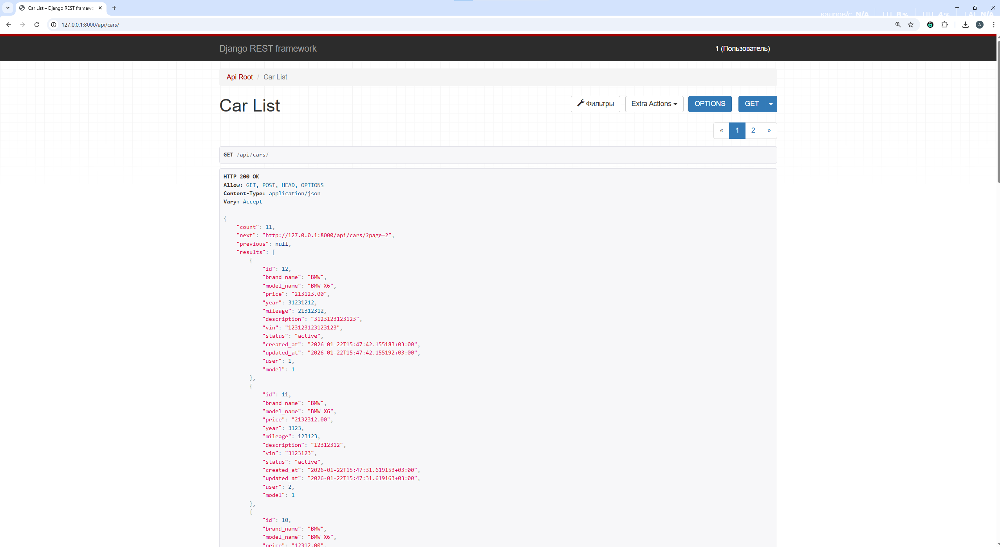 Car List – Django REST framewo
127.0.0.1:8000/api/cars/
A
кадров/с N/A ГП 8 % ЦП 4 % LAT N/A
Django REST framework
1 (Пользователь)
Api Root / Car List
Car List
Фильтры
Extra Actions
OPTIONS
GET
« 1 2 »
GET /api/cars/
HTTP 200 OK
Allow: GET, POST, HEAD, OPTIONS
Content-Type: application/json
Vary: Accept
{
"count": 11,
"next": "http://127.0.0.1:8000/api/cars/?page=2",
"previous": null,
"results": [
{
"id": 12,
"brand_name": "BMW",
"model_name": "BMW X6",
"price": "213123.00",
"year": 31231212,
"mileage": 21312312,
"description": "3123123123123",
"vin": "123123123123123",
"status": "active",
"created_at": "2026-01-22T15:47:42.155183+03:00",
"updated_at": "2026-01-22T15:47:42.155192+03:00",
"user": 1,
"model": 1
},
{
"id": 11,
"brand_name": "BMW",
"model_name": "BMW X6",
"price": "2132312.00",
"year": 3123,
"mileage": 123123,
"description": "12312312",
"vin": "3123123",
"status": "active",
"created_at": "2026-01-22T15:47:31.619153+03:00",
"updated_at": "2026-01-22T15:47:31.619163+03:00",
"user": 2,
"model": 1
},
{
"id": 10,
"brand_name": "BMW",
"model_name": "BMW X6",
"price": "12312.00",